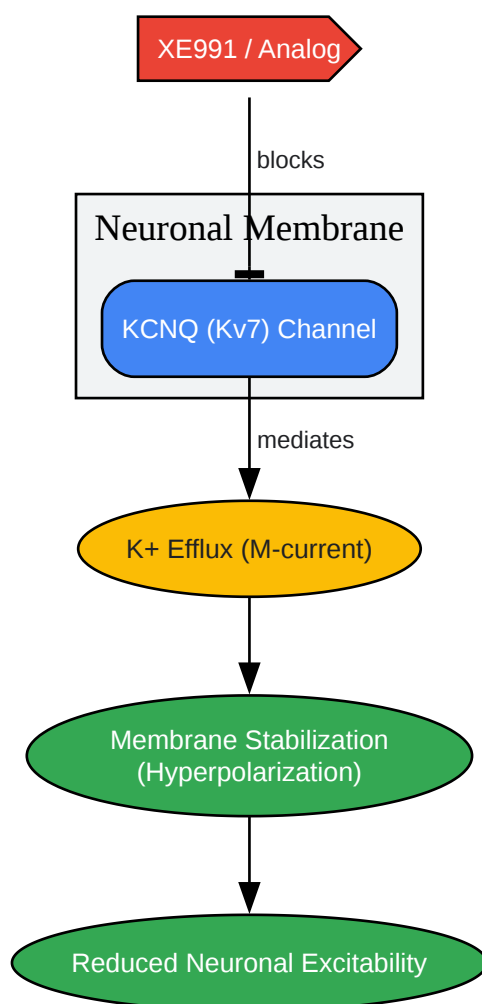 XE991 / Analog
blocks
Neuronal Membrane
KCNQ (Kv7) Channel
mediates
K+ Efflux (M-current)
Membrane Stabilization
(Hyperpolarization)
Reduced Neuronal Excitability